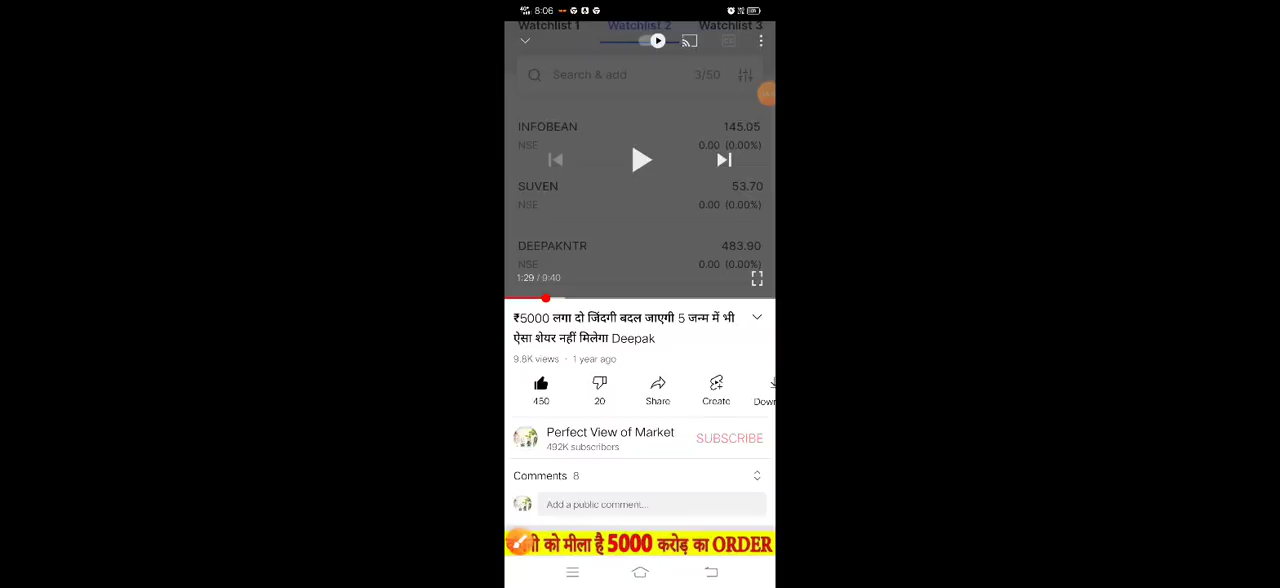 8:06
Watchlist 1 Watchlist 2 Watchlist 3
Search & add 3/50
INFOBEAN 145.05
NSE 0.00 (0.00%)
SUVEN 53.70
NSE 0.00 (0.00%)
DEEPAKNTR 483.90
NSE 0.00 (0.00%)
1:29 / 9:40
₹5000 लगा दो जिंदगी बदल जाएगी 5 जन्म में भी
ऐसा शेयर नहीं मिलेगा Deepak
9.8K views · 1 year ago
450 20 Share Create Down
Perfect View of Market SUBSCRIBE
492K subscribers
Comments 8
Add a public comment...
को मीला है 5000 करोड़ का ORDER